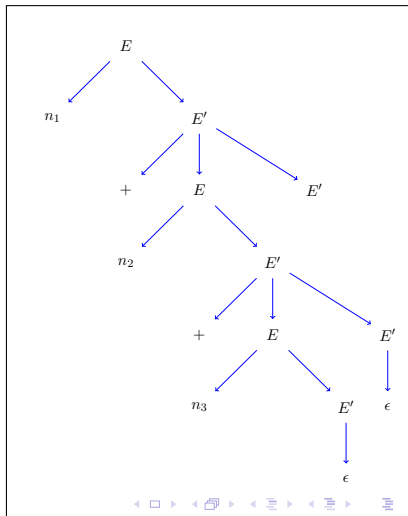 E
n₁ E′
+ E E′
n₂ E′
+ E E′
n₃ E′ ϵ
ϵ